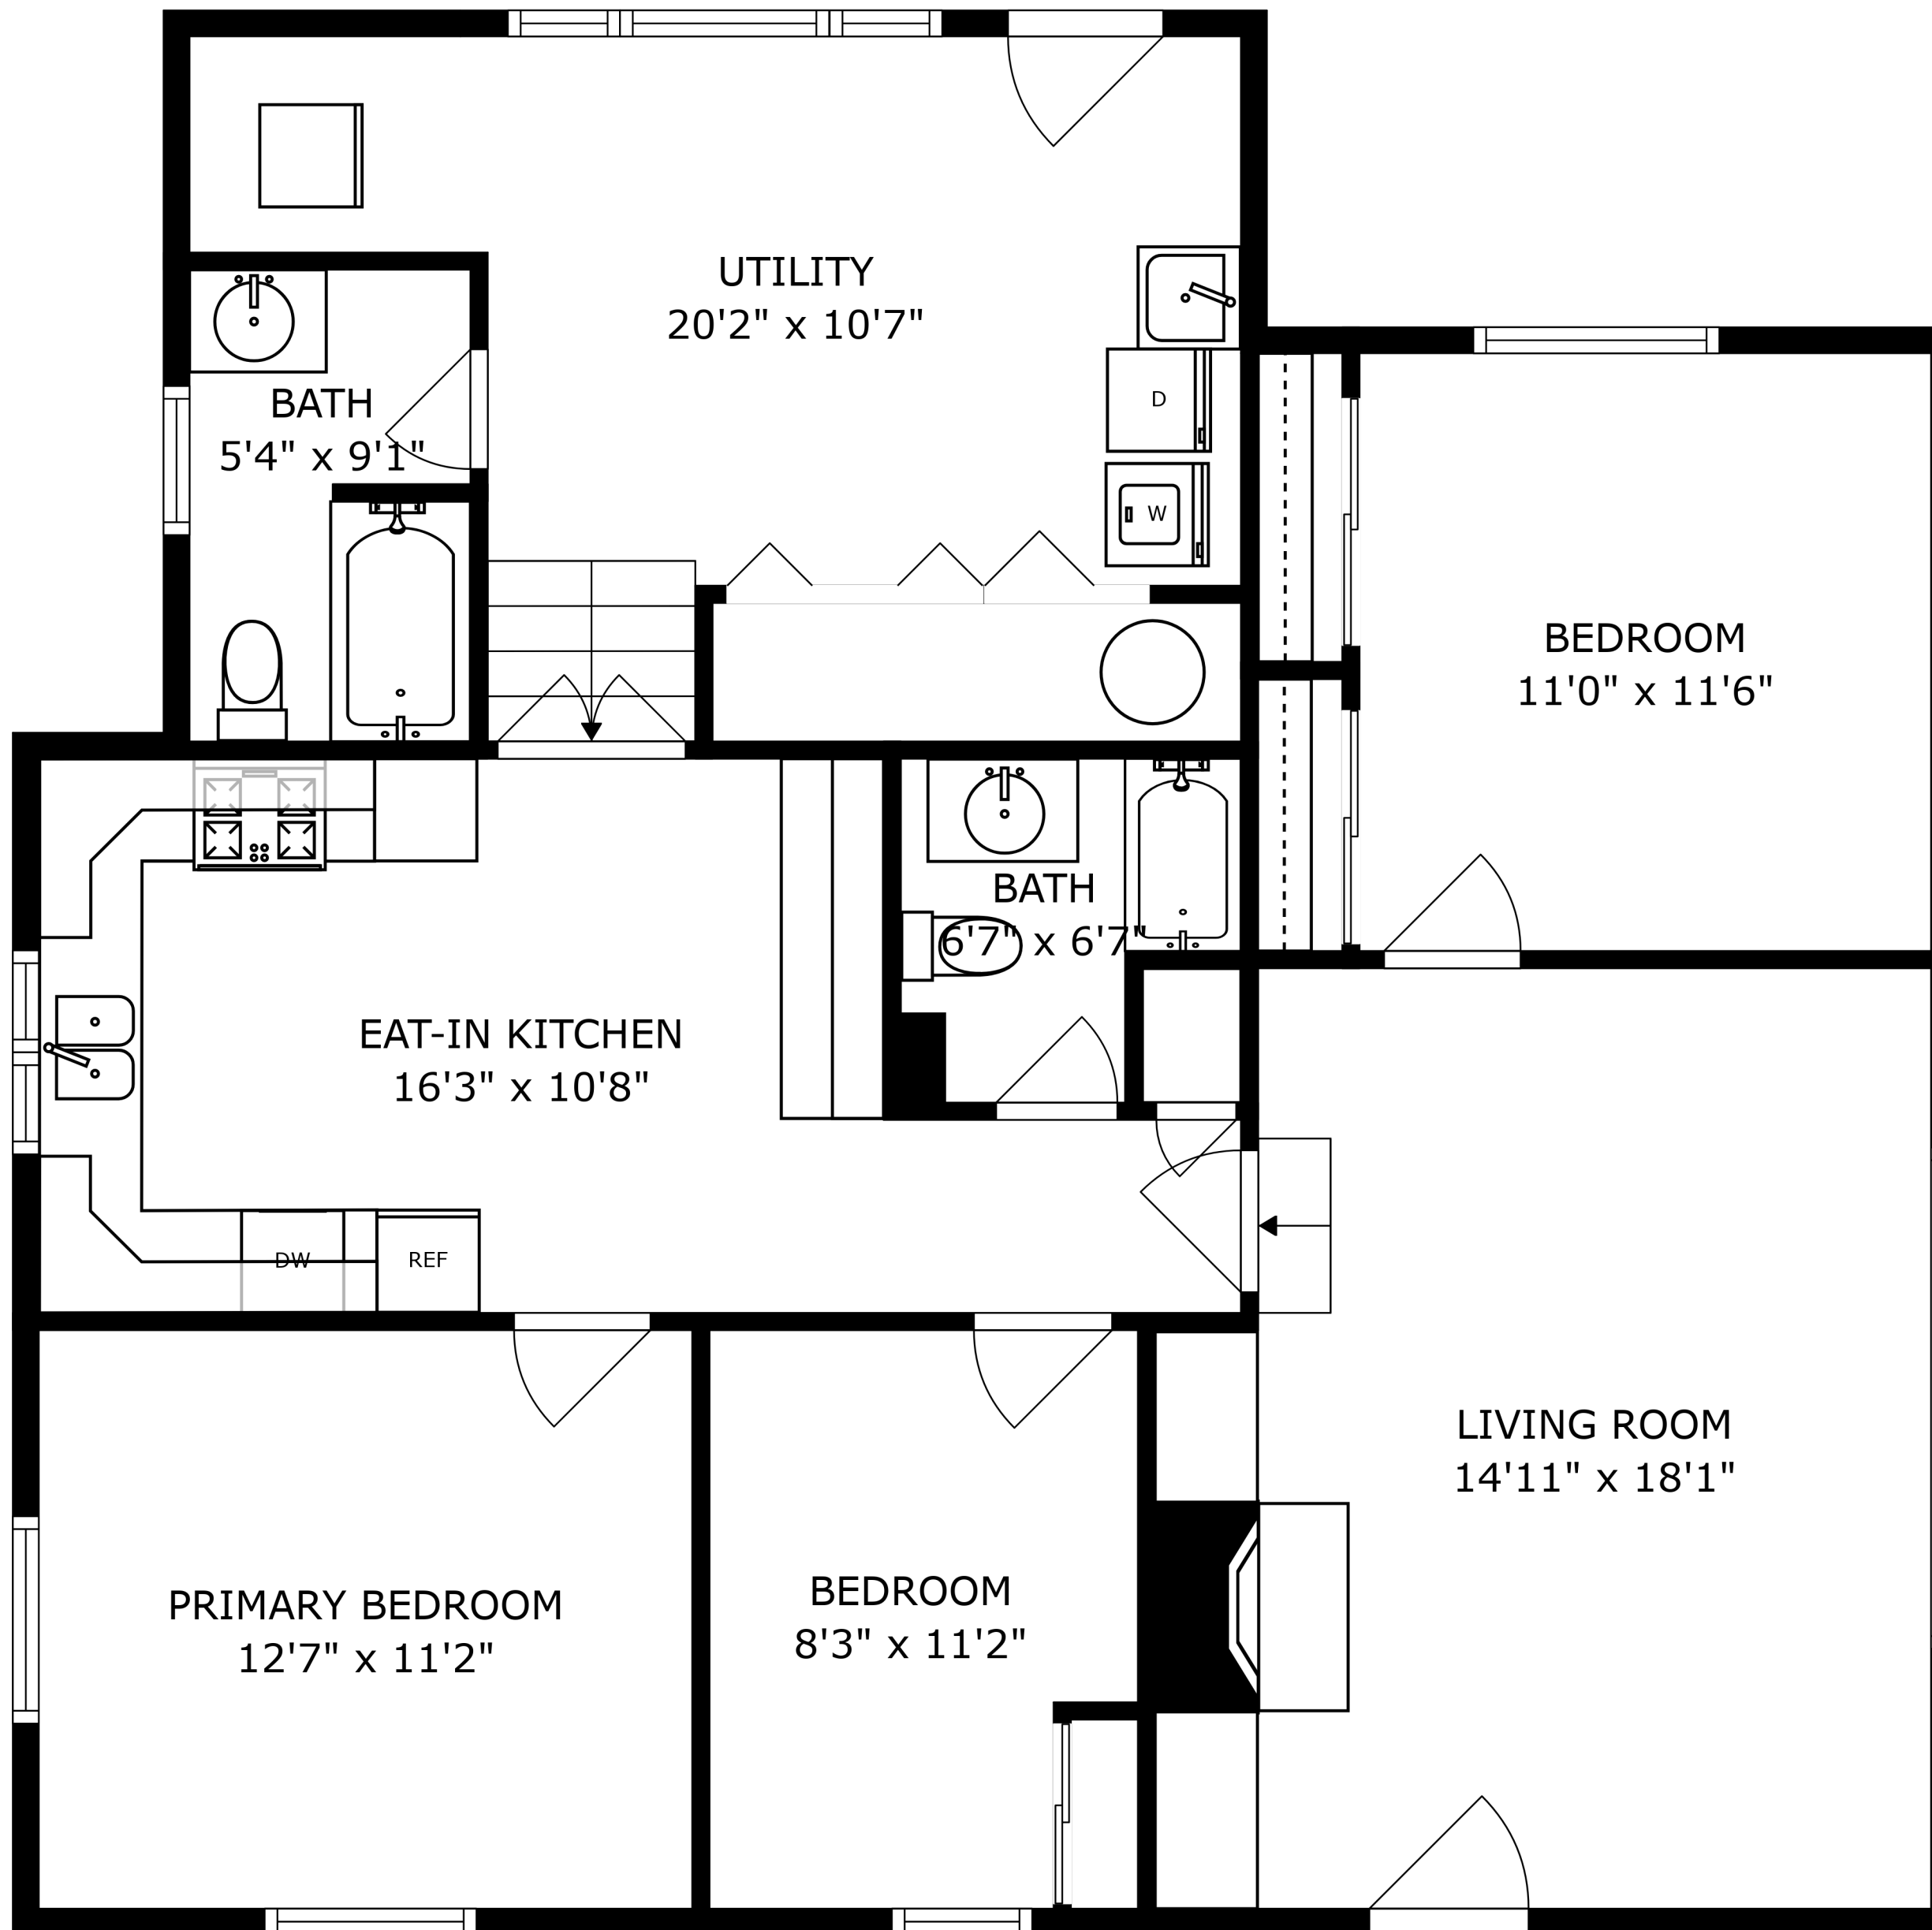 UTILITY
20'2" x 10'7"
BATH
5'4" x 9'1"
D
W
BEDROOM
11'0" x 11'6"
BATH
6'7" x 6'7"
EAT-IN KITCHEN
16'3" x 10'8"
DW
REF
LIVING ROOM
14'11" x 18'1"
PRIMARY BEDROOM
12'7" x 11'2"
BEDROOM
8'3" x 11'2"